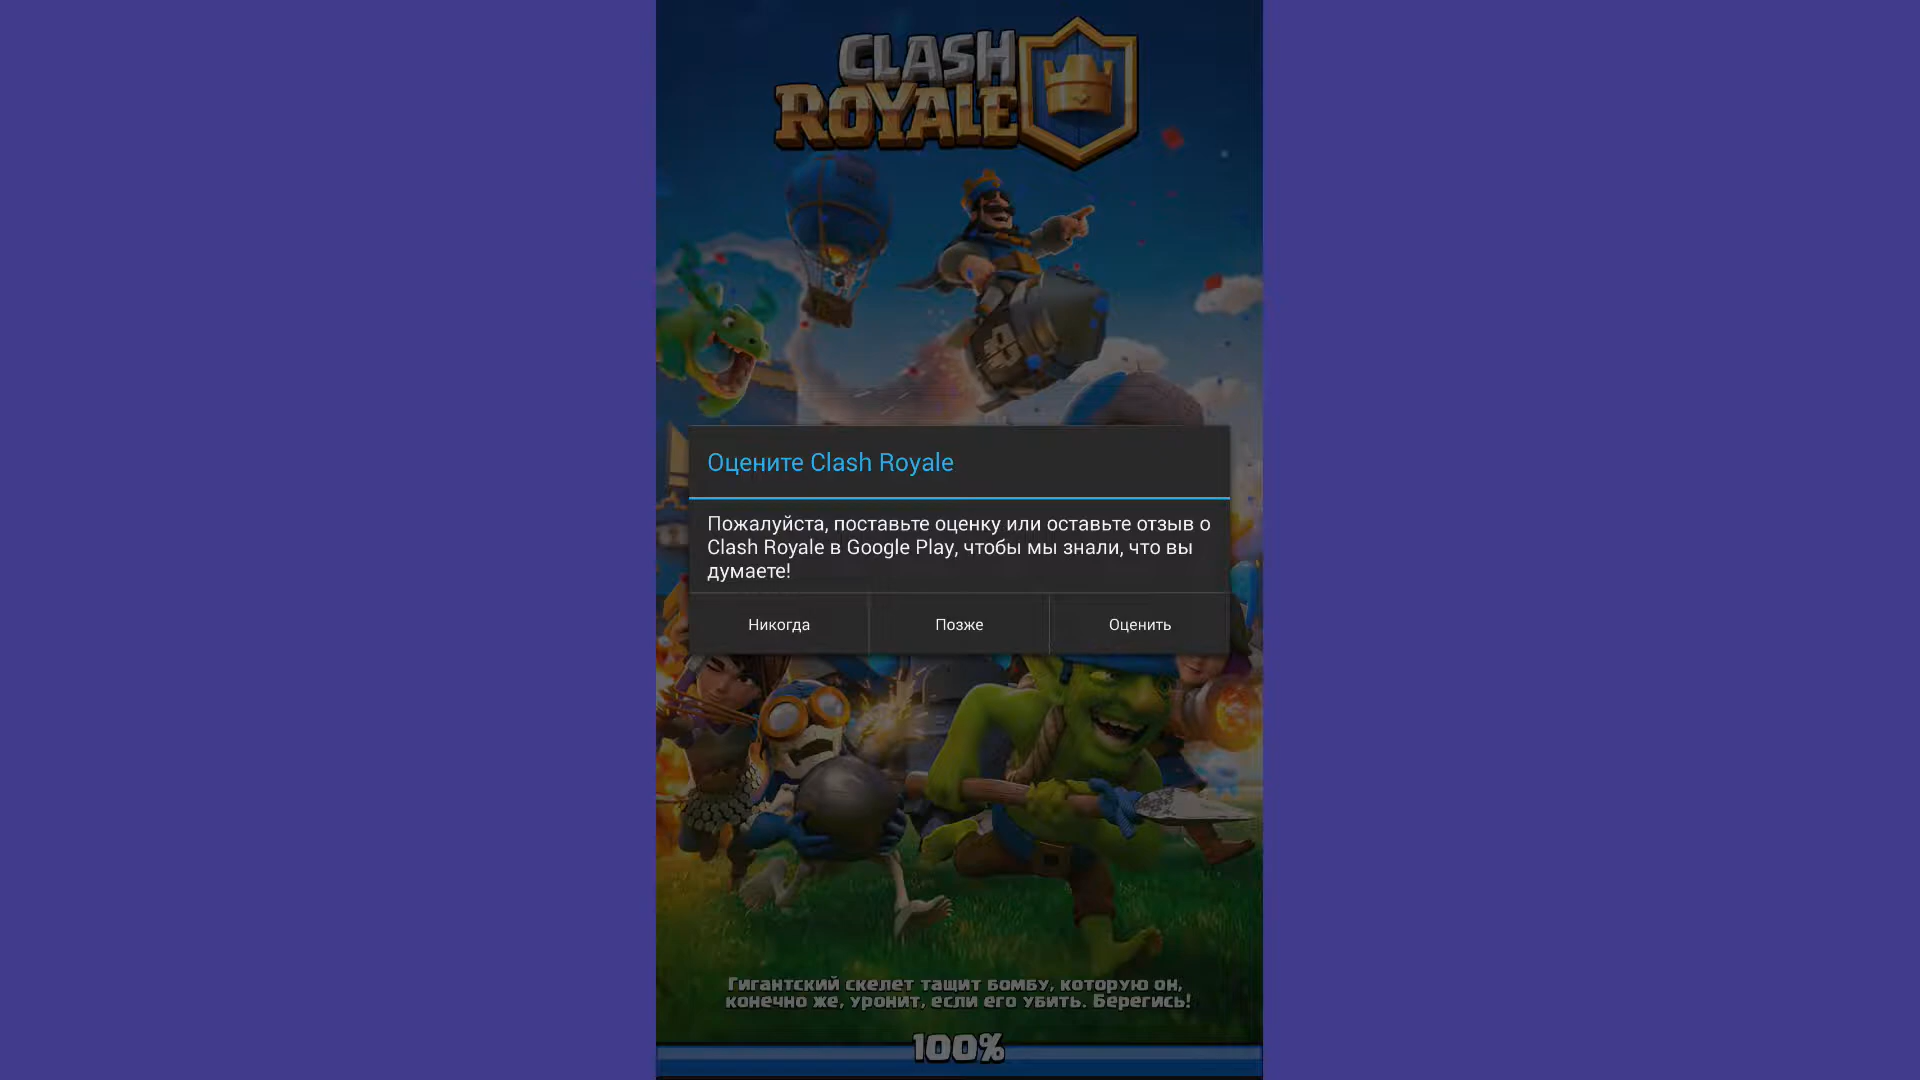 CLASH
ROYALE
Оцените Clash Royale
Пожалуйста, поставьте оценку или оставьте отзыв о
Clash Royale в Google Play, чтобы мы знали, что вы
думаете!
Никогда
Позже
Оценить
Гигантский скелет тащит бомбу, которую он,
конечно же, уронит, если его убить. Берегись!
100%